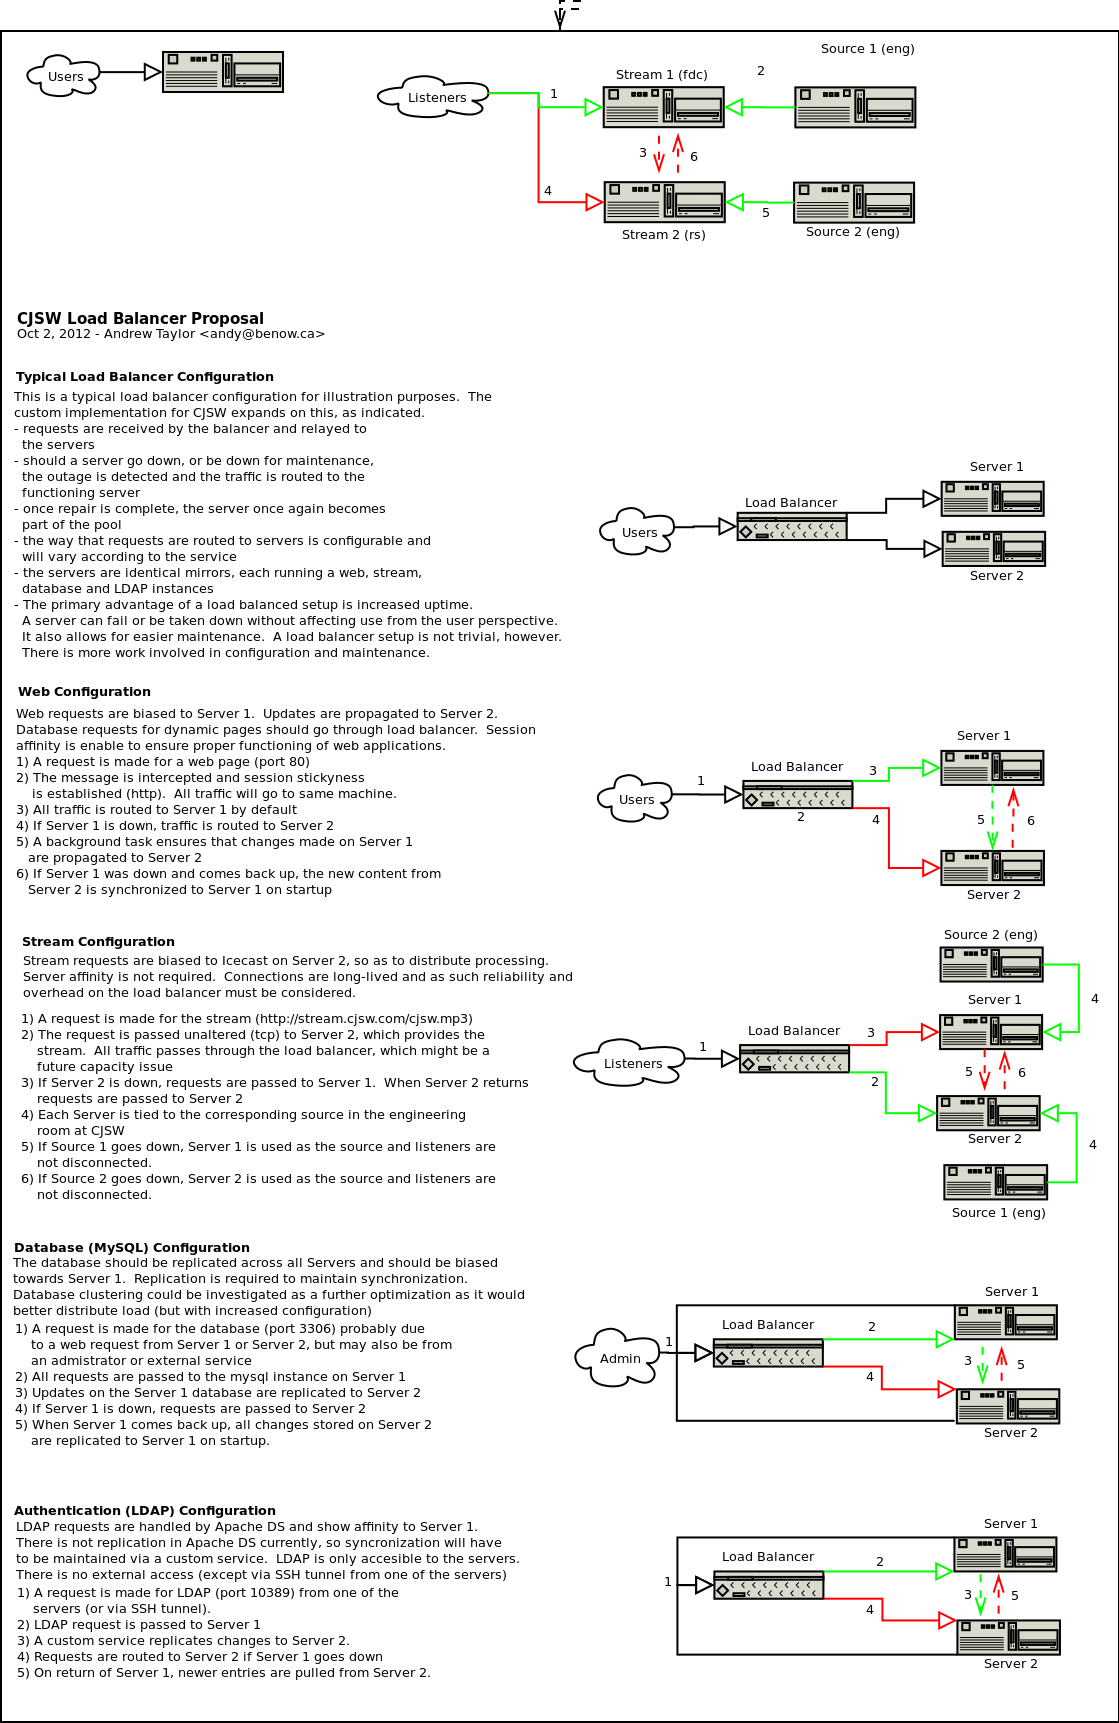 Users
Listeners
1
Stream 1 (fdc)
2
Source 1 (eng)
3
6
4
5
Stream 2 (rs)
Source 2 (eng)
CJSW Load Balancer Proposal
Oct 2, 2012 - Andrew Taylor <andy@benow.ca>
Typical Load Balancer Configuration
This is a typical load balancer configuration for illustration purposes.  The
custom implementation for CJSW expands on this, as indicated.
- requests are received by the balancer and relayed to
the servers
- should a server go down, or be down for maintenance,
the outage is detected and the traffic is routed to the
functioning server
- once repair is complete, the server once again becomes
part of the pool
- the way that requests are routed to servers is configurable and
will vary according to the service
- the servers are identical mirrors, each running a web, stream,
database and LDAP instances
- The primary advantage of a load balanced setup is increased uptime.
A server can fail or be taken down without affecting use from the user perspective.
It also allows for easier maintenance.  A load balancer setup is not trivial, however.
There is more work involved in configuration and maintenance.
Users
Load Balancer
Server 1
Server 2
Web Configuration
Web requests are biased to Server 1.  Updates are propagated to Server 2.
Database requests for dynamic pages should go through load balancer.  Session
affinity is enable to ensure proper functioning of web applications.
1) A request is made for a web page (port 80)
2) The message is intercepted and session stickyness
is established (http).  All traffic will go to same machine.
3) All traffic is routed to Server 1 by default
4) If Server 1 is down, traffic is routed to Server 2
5) A background task ensures that changes made on Server 1
are propagated to Server 2
6) If Server 1 was down and comes back up, the new content from
Server 2 is synchronized to Server 1 on startup
Users
1
Load Balancer
2
3
4
Server 1
5
6
Server 2
Stream Configuration
Stream requests are biased to Icecast on Server 2, so as to distribute processing.
Server affinity is not required.  Connections are long-lived and as such reliability and
overhead on the load balancer must be considered.
1) A request is made for the stream (http://stream.cjsw.com/cjsw.mp3)
2) The request is passed unaltered (tcp) to Server 2, which provides the
stream.  All traffic passes through the load balancer, which might be a
future capacity issue
3) If Server 2 is down, requests are passed to Server 1.  When Server 2 returns
requests are passed to Server 2
4) Each Server is tied to the corresponding source in the engineering
room at CJSW
5) If Source 1 goes down, Server 1 is used as the source and listeners are
not disconnected.
6) If Source 2 goes down, Server 2 is used as the source and listeners are
not disconnected.
Source 2 (eng)
4
Server 1
Listeners
1
Load Balancer
3
2
5
6
Server 2
4
Source 1 (eng)
Database (MySQL) Configuration
The database should be replicated across all Servers and should be biased
towards Server 1.  Replication is required to maintain synchronization.
Database clustering could be investigated as a further optimization as it would
better distribute load (but with increased configuration)
1) A request is made for the database (port 3306) probably due
to a web request from Server 1 or Server 2, but may also be from
an admistrator or external service
2) All requests are passed to the mysql instance on Server 1
3) Updates on the Server 1 database are replicated to Server 2
4) If Server 1 is down, requests are passed to Server 2
5) When Server 1 comes back up, all changes stored on Server 2
are replicated to Server 1 on startup.
Admin
1
Load Balancer
2
4
Server 1
3
5
Server 2
Authentication (LDAP) Configuration
LDAP requests are handled by Apache DS and show affinity to Server 1.
There is not replication in Apache DS currently, so syncronization will have
to be maintained via a custom service.  LDAP is only accesible to the servers.
There is no external access (except via SSH tunnel from one of the servers)
1) A request is made for LDAP (port 10389) from one of the
servers (or via SSH tunnel).
2) LDAP request is passed to Server 1
3) A custom service replicates changes to Server 2.
4) Requests are routed to Server 2 if Server 1 goes down
5) On return of Server 1, newer entries are pulled from Server 2.
1
Load Balancer
2
4
Server 1
3
5
Server 2